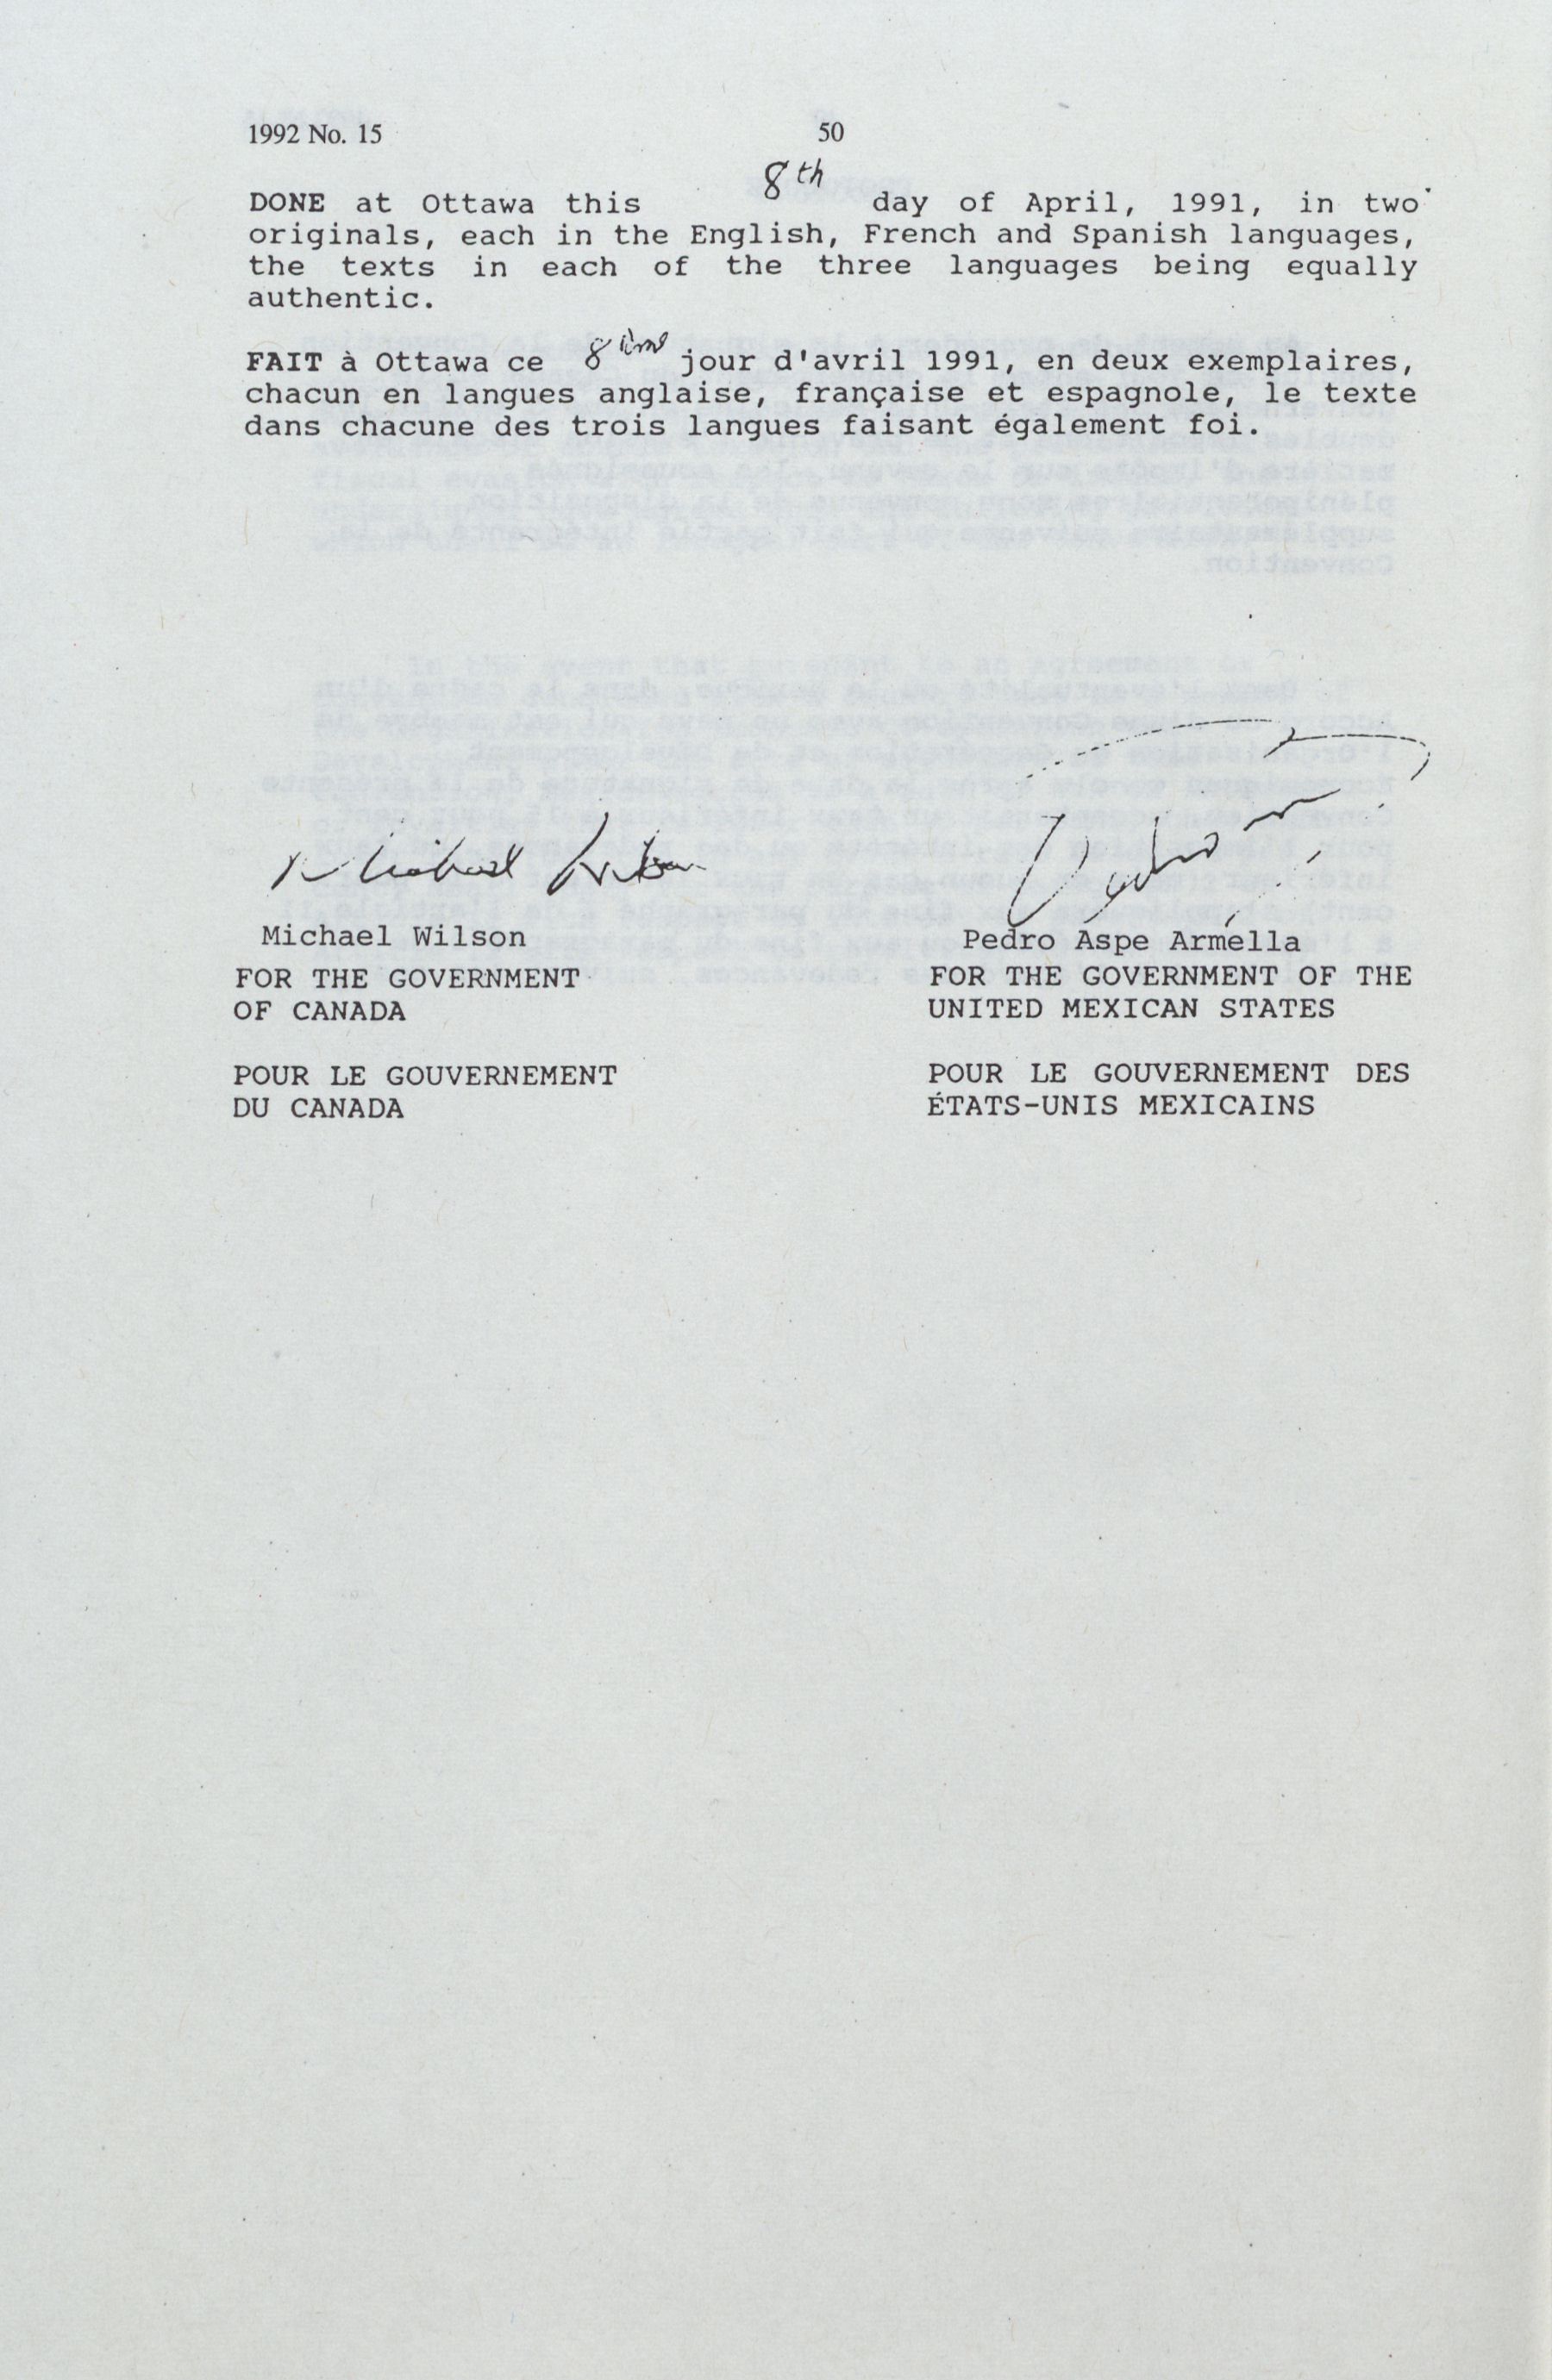 1992 No. 15 50
8th
DONE at Ottawa this day of April, 1991, in two
originals, each in the English, French and Spanish languages,
the texts in each of the three languages being equally
authentic.
FAIT à Ottawa ce 8ième jour d'avril 1991, en deux exemplaires,
chacun en langues anglaise, française et espagnole, le texte
dans chacune des trois langues faisant également foi.
Michael Wilson
Michael Wilson Pedro Aspe Armella
FOR THE GOVERNMENT FOR THE GOVERNMENT OF THE
OF CANADA UNITED MEXICAN STATES
POUR LE GOUVERNEMENT POUR LE GOUVERNEMENT DES
DU CANADA ÉTATS-UNIS MEXICAINS